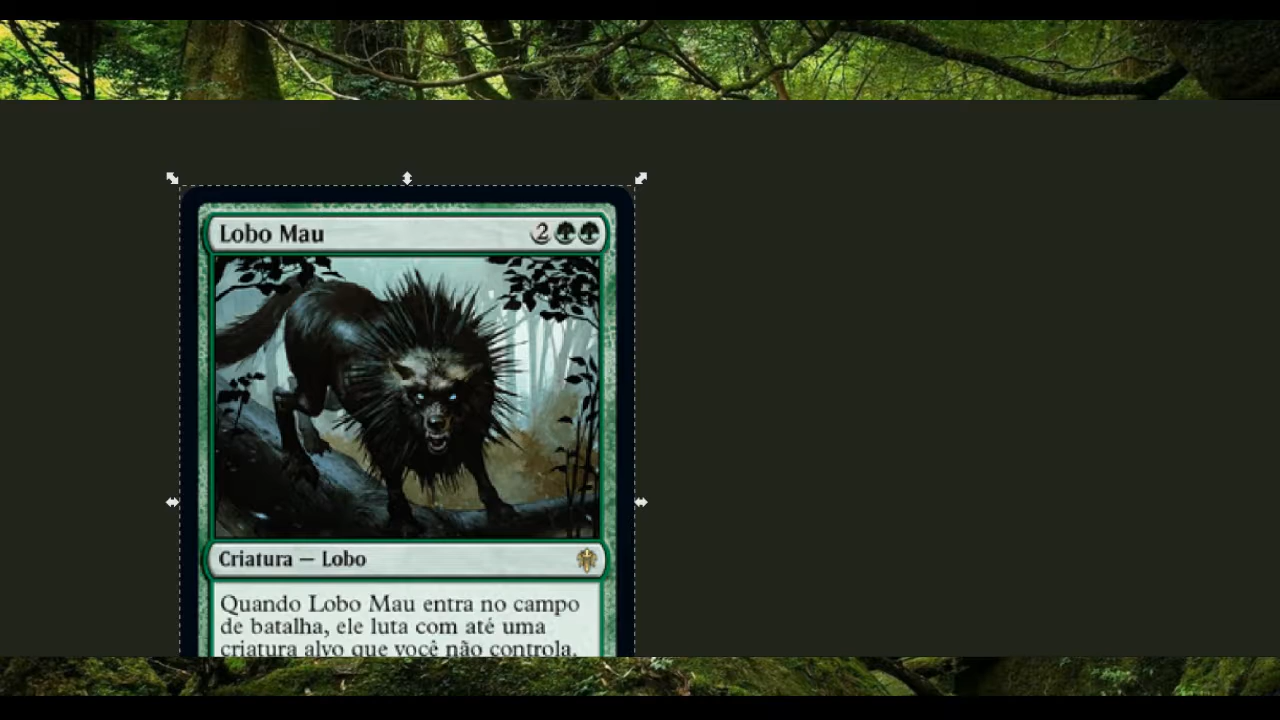 Lobo Mau 2
Criatura — Lobo
Quando Lobo Mau entra no campo
de batalha, ele luta com até uma
criatura alvo que você não controla.